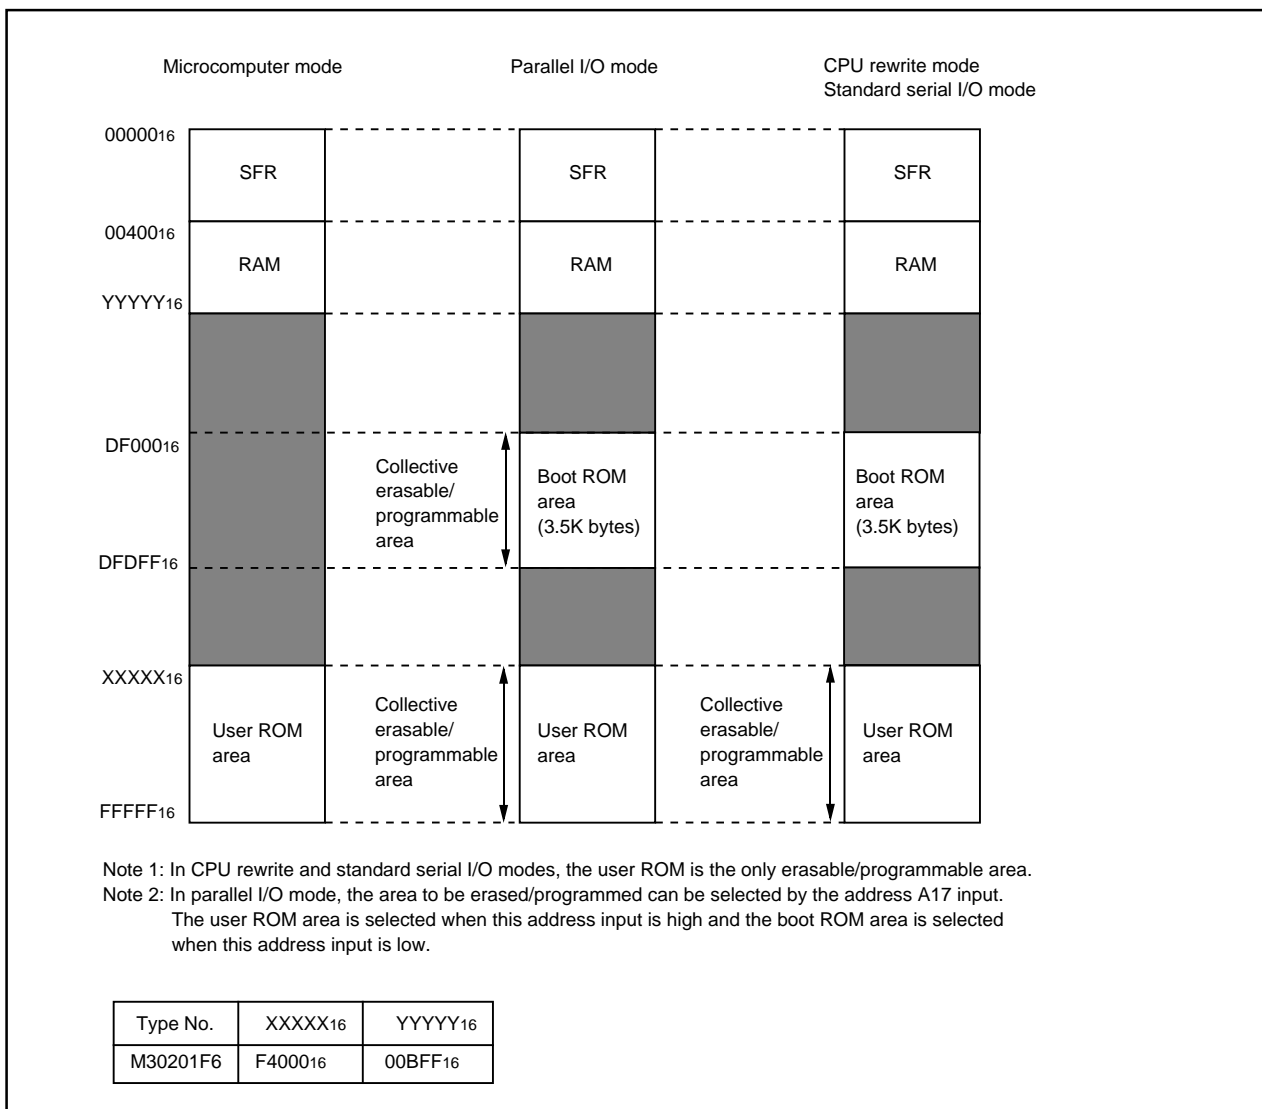 Microcomputer mode
Parallel I/O mode
CPU rewrite mode
Standard serial I/O mode
0000016
SFR
SFR
SFR
0040016
RAM
RAM
RAM
YYYYY16
DF00016
Collective
erasable/
programmable
area
Boot ROM
area
(3.5K bytes)
Boot ROM
area
(3.5K bytes)
DFDFF16
XXXXX16
User ROM
area
Collective
erasable/
programmable
area
User ROM
area
Collective
erasable/
programmable
area
User ROM
area
FFFFF16
Note 1: In CPU rewrite and standard serial I/O modes, the user ROM is the only erasable/programmable area.
Note 2: In parallel I/O mode, the area to be erased/programmed can be selected by the address A17 input.
The user ROM area is selected when this address input is high and the boot ROM area is selected
when this address input is low.
Type No. XXXXX16 YYYYY16
M30201F6 F400016 00BFF16